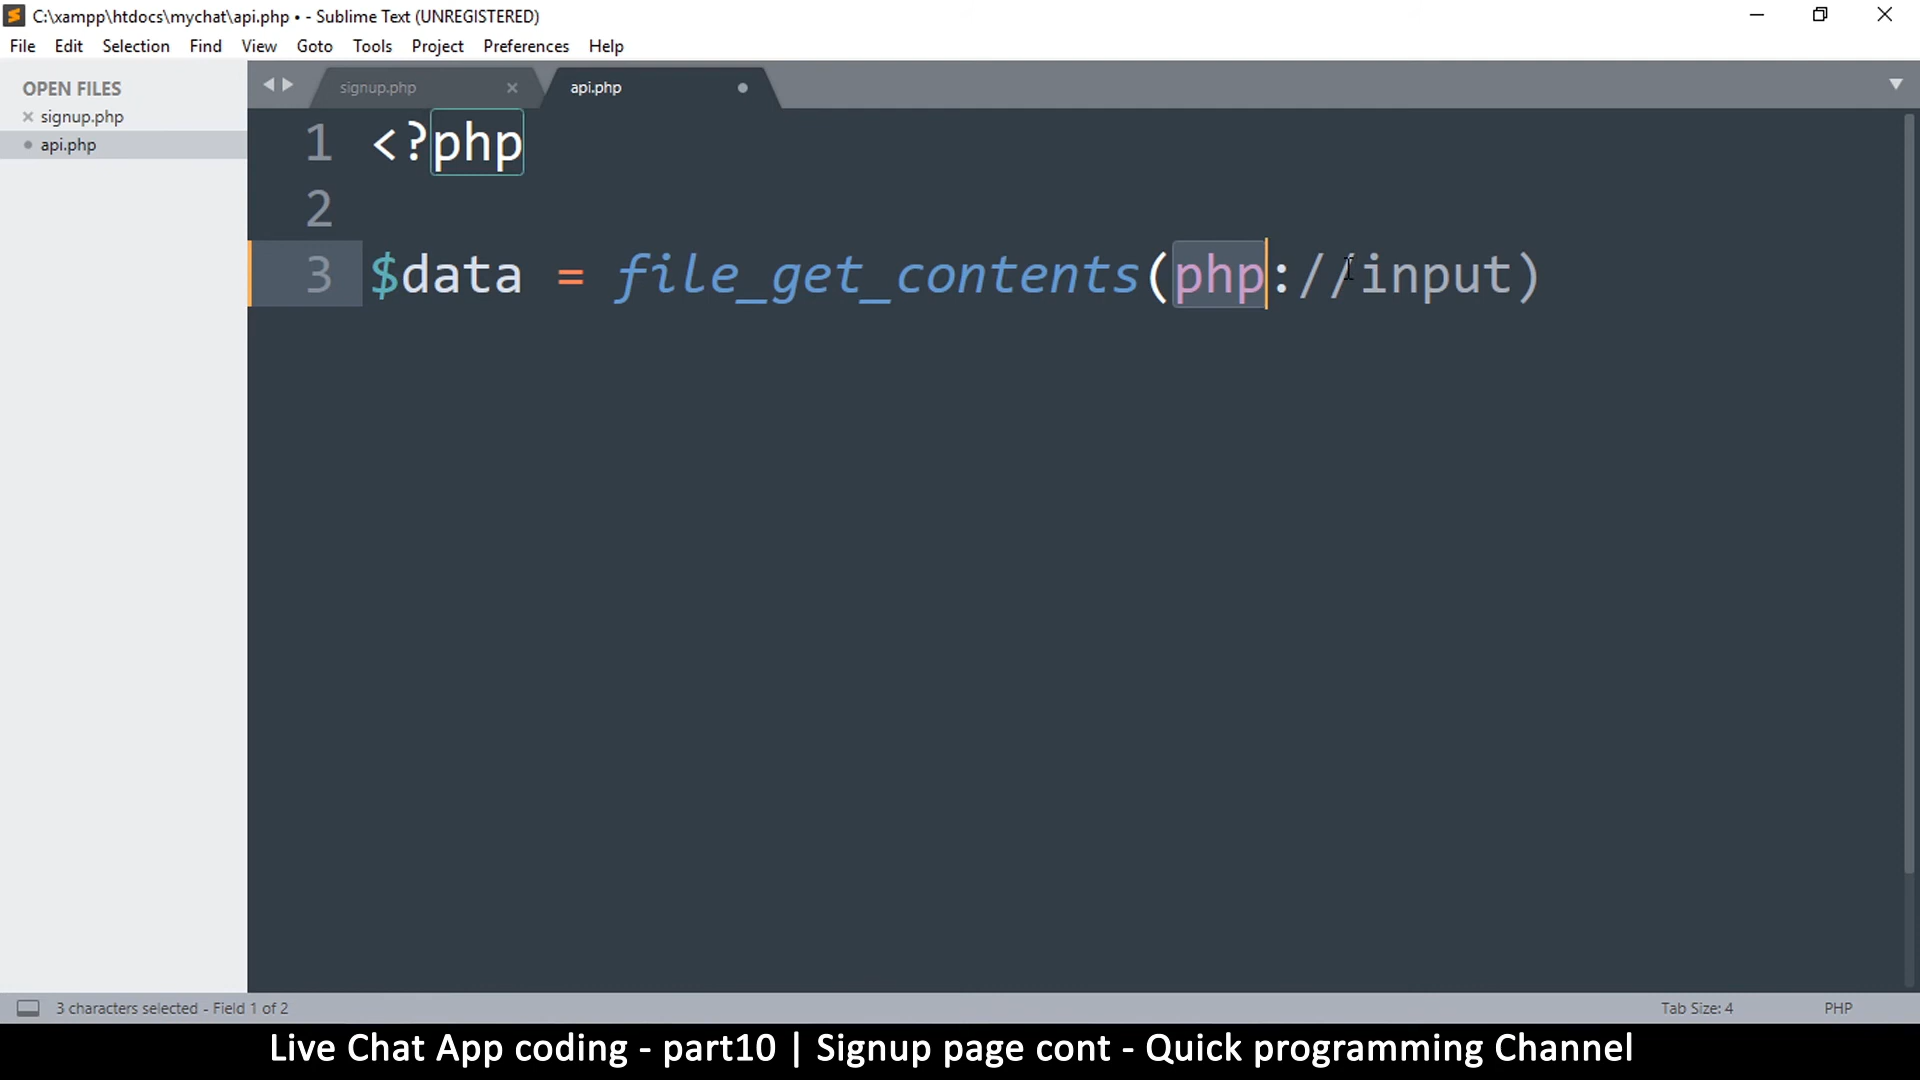 C:\xampp\htdocs\mychat\api.php • - Sublime Text (UNREGISTERED)
File Edit Selection Find View Goto Tools Project Preferences Help
OPEN FILES
signup.php
api.php
signup.php
api.php
1 <?php
2
3 $data = file_get_contents(php://input)
3 characters selected - Field 1 of 2
Tab Size: 4
PHP
Live Chat App coding - part10 | Signup page cont - Quick programming Channel